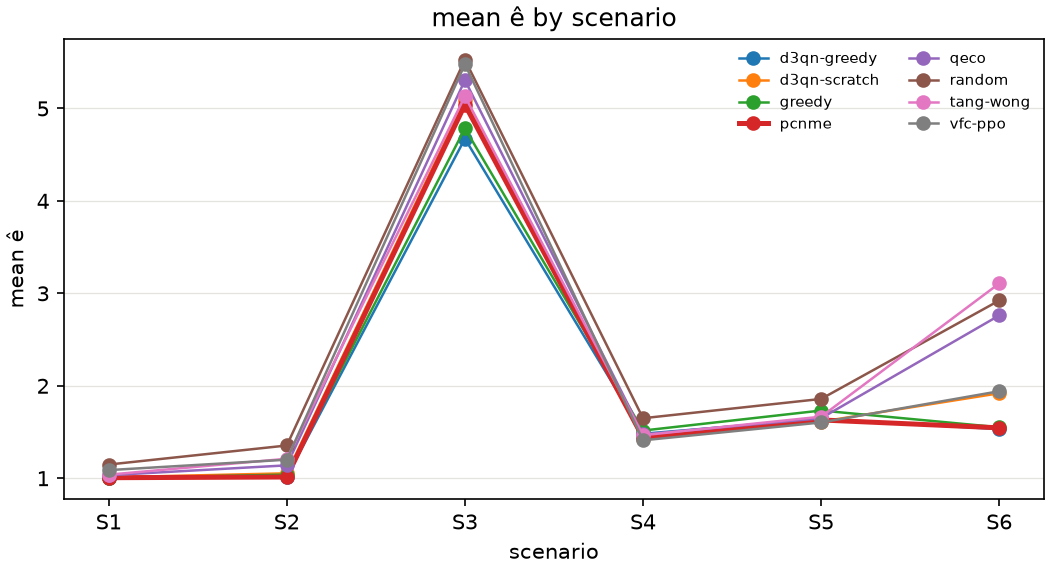 mean ê by scenario
d3qn-greedy
d3qn-scratch
greedy
pcnme
qeco
random
tang-wong
vfc-ppo
mean ê
5
4
3
2
1
S1 S2 S3 S4 S5 S6
scenario